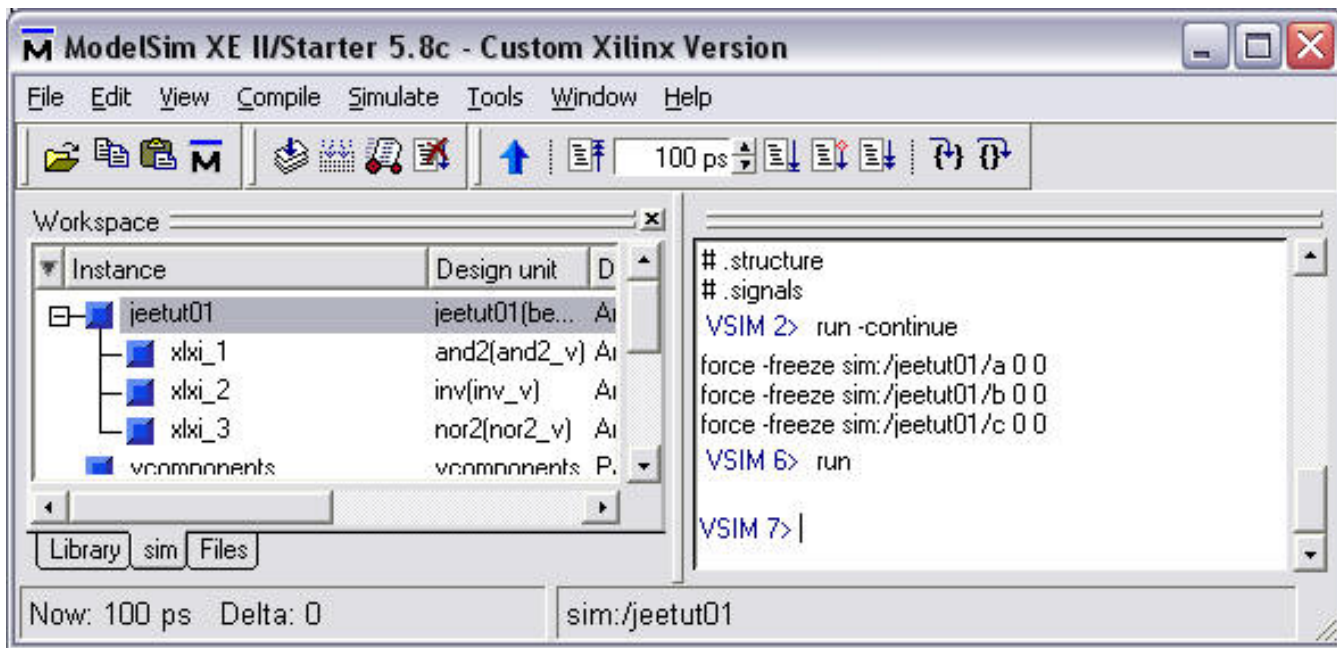 ModelSim XE II/Starter 5.8c - Custom Xilinx Version
File Edit View Compile Simulate Tools Window Help
100 ps
Workspace
Instance Design unit D
jeetut01 jeetut01(be...
xlxi_1 and2(and2_v)
xlxi_2 inv(inv_v)
xlxi_3 nor2(nor2_v)
vcomponents vcomponents
Library sim Files
# .structure
# .signals
VSIM 2> run -continue
force -freeze sim:/jeetut01/a 0 0
force -freeze sim:/jeetut01/b 0 0
force -freeze sim:/jeetut01/c 0 0
VSIM 6> run
VSIM 7>
Now: 100 ps Delta: 0 sim:/jeetut01